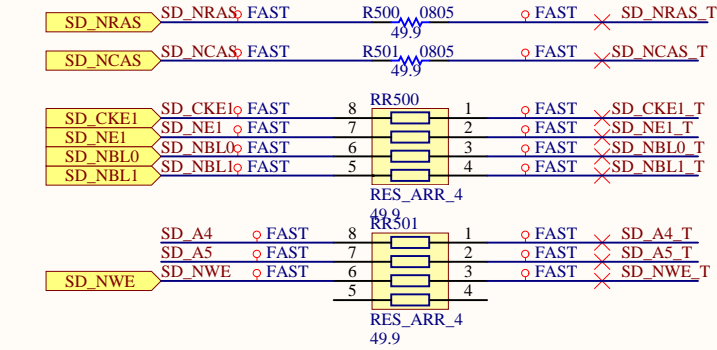 SD_NRAS SD_NRAS FAST R500 0805 49.9 FAST SD_NRAS_T
SD_NCAS SD_NCAS FAST R501 0805 49.9 FAST SD_NCAS_T
RR500
SD_CKE1 SD_CKE1 FAST 8 1 FAST SD_CKE1_T
SD_NE1 SD_NE1 FAST 7 2 FAST SD_NE1_T
SD_NBL0 SD_NBL0 FAST 6 3 FAST SD_NBL0_T
SD_NBL1 SD_NBL1 FAST 5 4 FAST SD_NBL1_T
RES_ARR_4
49.9
RR501
SD_A4 FAST 8 1 FAST SD_A4_T
SD_A5 FAST 7 2 FAST SD_A5_T
SD_NWE SD_NWE FAST 6 3 FAST SD_NWE_T
5 4
RES_ARR_4
49.9